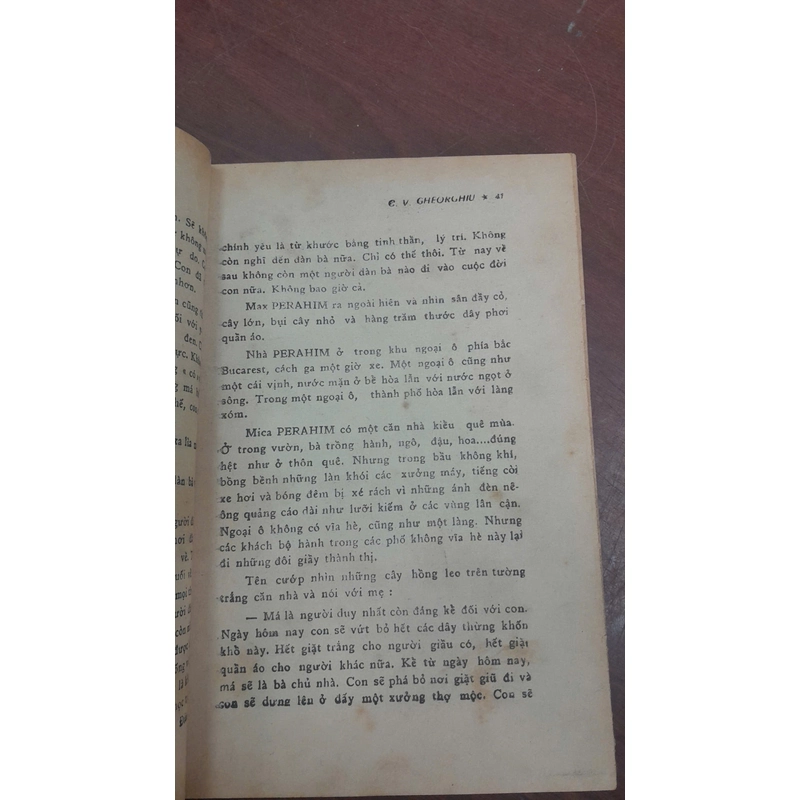 C. V. GHEORGHIU ★ 41
chính yếu là từ khước bằng tinh thần, lý trí. Không
còn nghĩ đến đàn bà nữa. Chỉ có thế thôi. Từ nay về
sau không còn một người đàn bà nào đi vào cuộc đời
con nữa. Không bao giờ cả.
Max PERAHIM ra ngoài hiên và nhìn sân đầy cỏ,
cây lớn, bụi cây nhỏ và hàng trăm thước dây phơi
quần áo.
Nhà PERAHIM ở trong khu ngoại ô phía bắc
Bucarest, cách ga một giờ xe. Một ngoại ô cũng như
một cái vịnh, nước mặn ở bể hòa lẫn với nước ngọt ở
sông. Trong một ngoại ô, thành phố hòa lẫn với làng
xóm.
Mica PERAHIM có một căn nhà kiểu quê mùa.
Ở trong vườn, bà trồng hành, ngô, đậu, hoa....đúng
hệt như ở thôn quê. Nhưng trong bầu không khí,
bồng bềnh những làn khói các xưởng máy, tiếng còi
xe hơi và bóng đêm bị xé rách vì những ánh đèn nê-
ông quảng cáo dài như lưỡi kiếm ở các vùng lân cận.
Ngoại ô không có vỉa hè, cũng như một làng. Nhưng
các khách bộ hành trong các phố không vỉa hè này lại
đi những đôi giầy thành thị.
Tên cướp nhìn những cây hồng leo trên tường
trắng căn nhà và nói với mẹ :
— Má là người duy nhất còn đáng kể đối với con.
Ngày hôm nay con sẽ vứt bỏ hết các dây thừng khốn
khổ này. Hết giặt trắng cho người giầu có, hết giặt
quần áo cho người khác nữa. Kể từ ngày hôm nay,
má sẽ là bà chủ nhà. Con sẽ phá bỏ nơi giặt giũ đi và
con sẽ dựng lên ở đấy một xưởng thợ mộc. Con sẽ